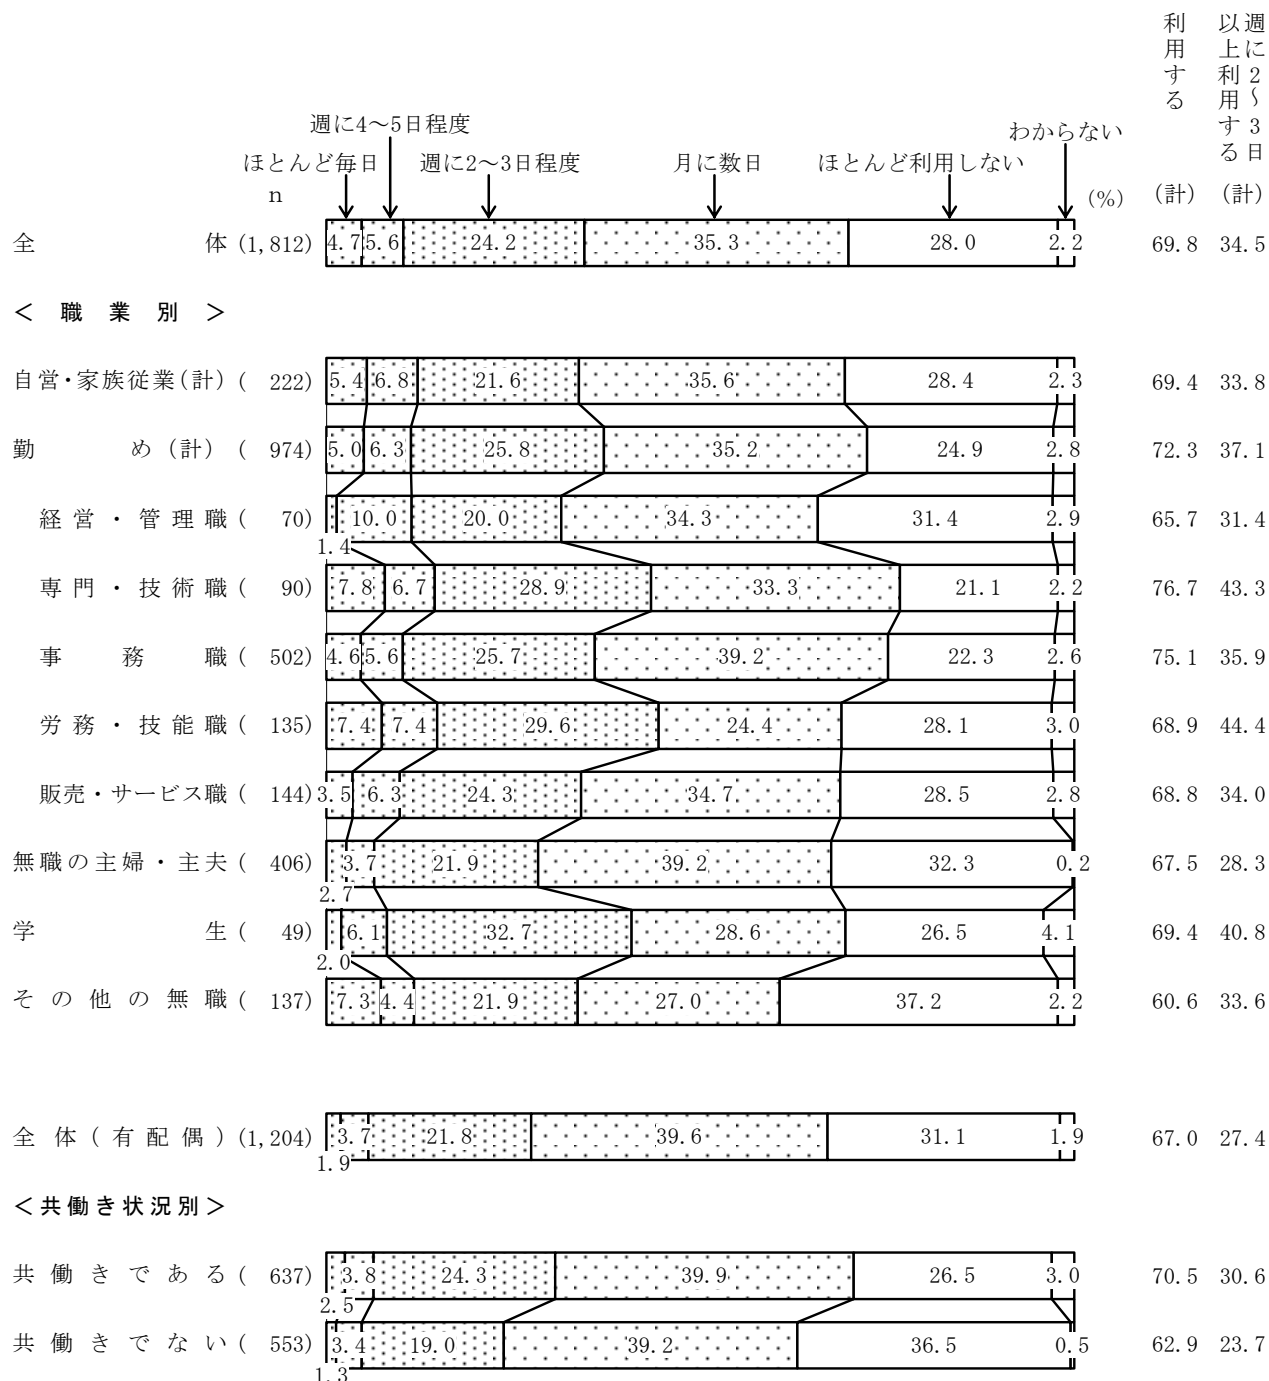 利用する
週に2～3日
以上利用する
週に4～5日程度
わからない
ほとんど毎日 週に2～3日程度 月に数日 ほとんど利用しない
n (%) (計) (計)
全体 (1,812) 4.7 5.6 24.2 35.3 28.0 2.2 69.8 34.5
＜職業別＞
自営・家族従業(計) ( 222) 5.4 6.8 21.6 35.6 28.4 2.3 69.4 33.8
勤め(計) ( 974) 5.0 6.3 25.8 35.2 24.9 2.8 72.3 37.1
経営・管理職 ( 70) 10.0 20.0 34.3 31.4 2.9 65.7 31.4
1.4
専門・技術職 ( 90) 7.8 6.7 28.9 33.3 21.1 2.2 76.7 43.3
事務職 ( 502) 4.6 5.6 25.7 39.2 22.3 2.6 75.1 35.9
労務・技能職 ( 135) 7.4 7.4 29.6 24.4 28.1 3.0 68.9 44.4
販売・サービス職 ( 144) 3.5 6.3 24.3 34.7 28.5 2.8 68.8 34.0
無職の主婦・主夫 ( 406) 3.7 21.9 39.2 32.3 0.2 67.5 28.3
2.7
学生 ( 49) 6.1 32.7 28.6 26.5 4.1 69.4 40.8
2.0
その他の無職 ( 137) 7.3 4.4 21.9 27.0 37.2 2.2 60.6 33.6
全体(有配偶) (1,204) 3.7 21.8 39.6 31.1 1.9 67.0 27.4
1.9
＜共働き状況別＞
共働きである ( 637) 3.8 24.3 39.9 26.5 3.0 70.5 30.6
2.5
共働きでない ( 553) 3.4 19.0 39.2 36.5 0.5 62.9 23.7
1.3